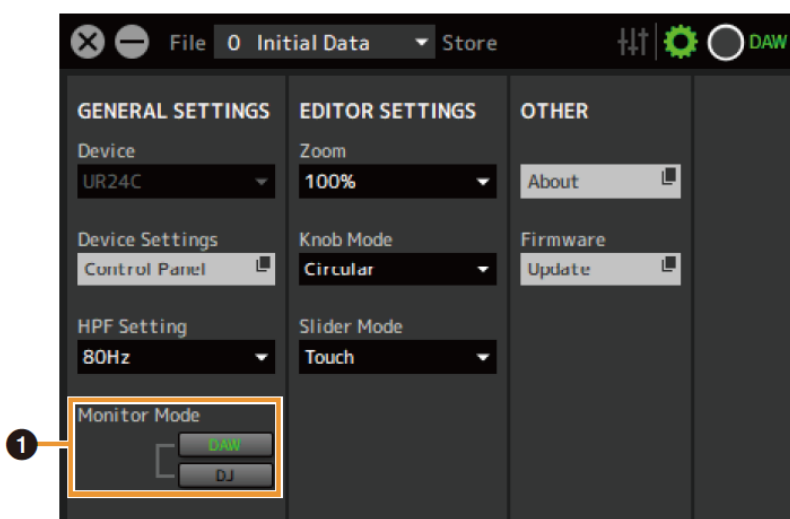 File 0 Initial Data Store
DAW
GENERAL SETTINGS
Device
UR24C
Device Settings
Control Panel
HPF Setting
80Hz
Monitor Mode
DAW
DJ
1
EDITOR SETTINGS
Zoom
100%
Knob Mode
Circular
Slider Mode
Touch
OTHER
About
Firmware
Update